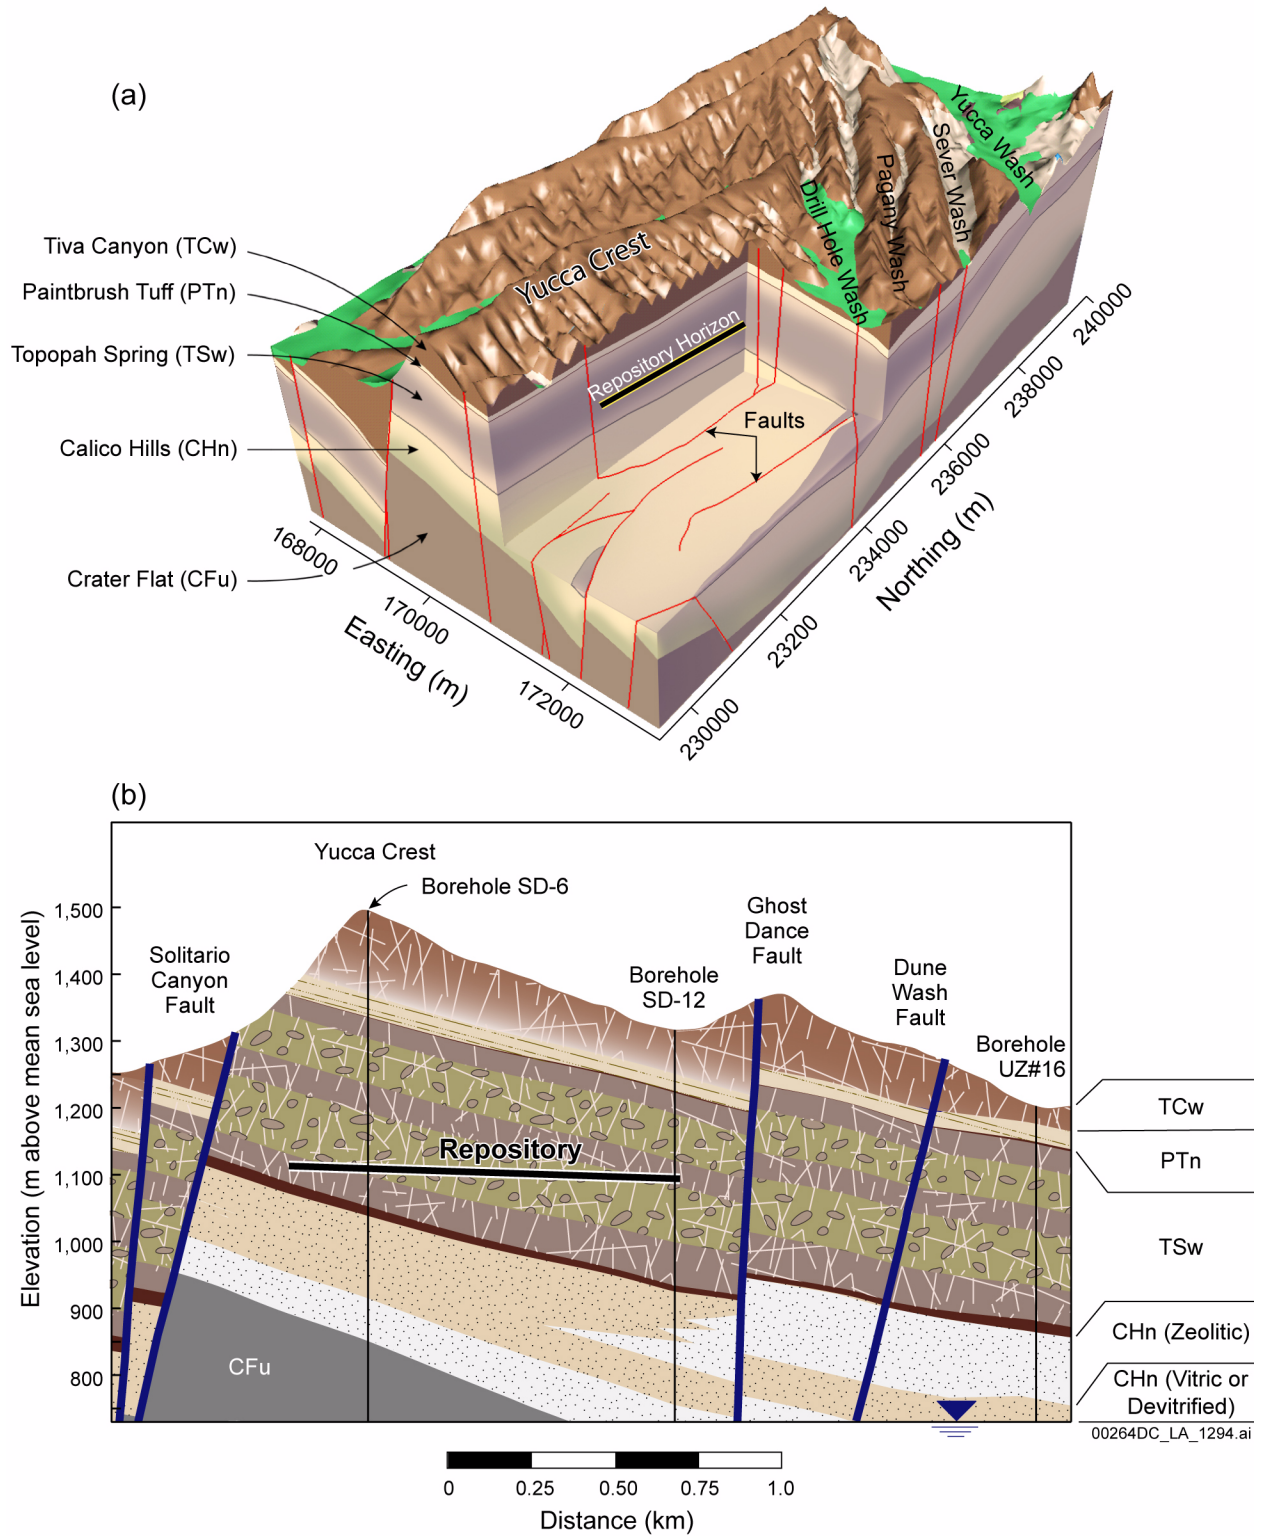 (a)
Yucca Wash
Sever Wash
Pagany Wash
Drill Hole Wash
Yucca Crest
Tiva Canyon (TCw)
Paintbrush Tuff (PTn)
Topopah Spring (TSw)
Calico Hills (CHn)
Crater Flat (CFu)
Repository Horizon
Faults
168000
170000
172000
Easting (m)
230000
23200
234000
236000
238000
240000
Northing (m)
(b)
Yucca Crest
Borehole SD-6
Solitario
Canyon
Fault
Borehole
SD-12
Ghost
Dance
Fault
Dune
Wash
Fault
Borehole
UZ#16
Elevation (m above mean sea level)
1,500
1,400
1,300
1,200
1,100
1,000
900
800
Repository
CFu
TCw
PTn
TSw
CHn (Zeolitic)
CHn (Vitric or
Devitrified)
00264DC_LA_1294.ai
0
0.25
0.50
0.75
1.0
Distance (km)